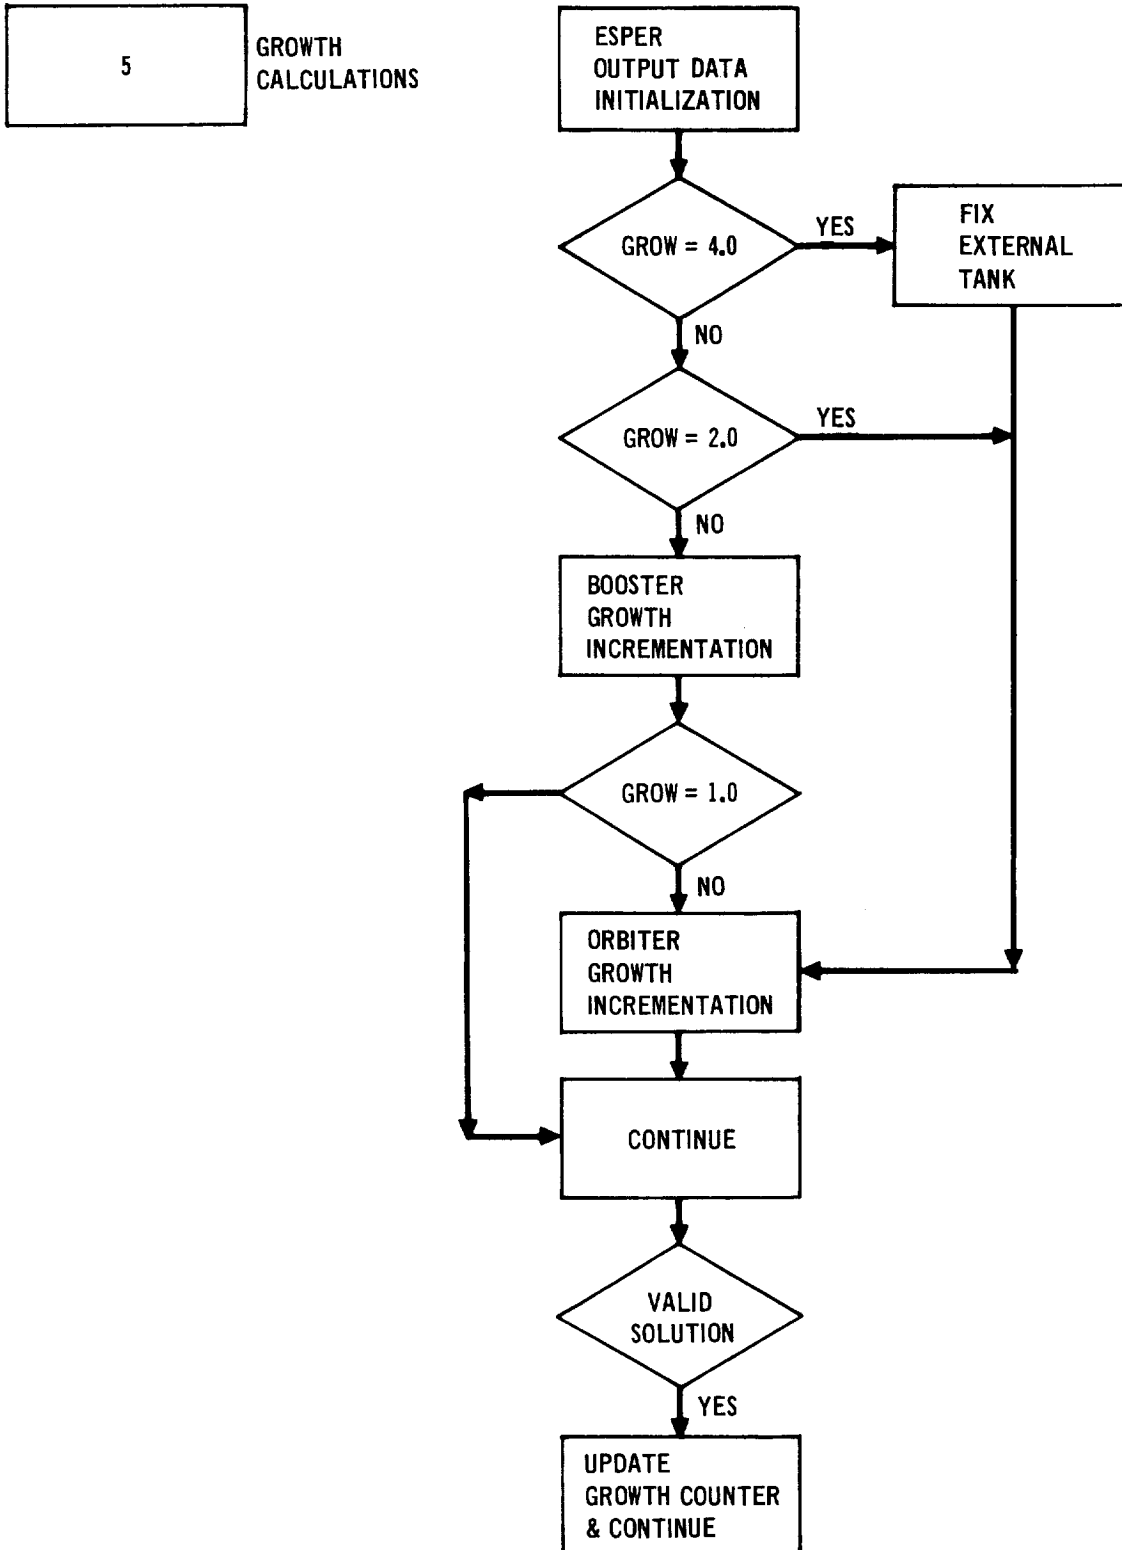 5
GROWTH
CALCULATIONS
ESPER
OUTPUT DATA
INITIALIZATION
GROW = 4.0
YES
FIX
EXTERNAL
TANK
NO
GROW = 2.0
YES
NO
BOOSTER
GROWTH
INCREMENTATION
GROW = 1.0
NO
ORBITER
GROWTH
INCREMENTATION
CONTINUE
VALID
SOLUTION
YES
UPDATE
GROWTH COUNTER
& CONTINUE